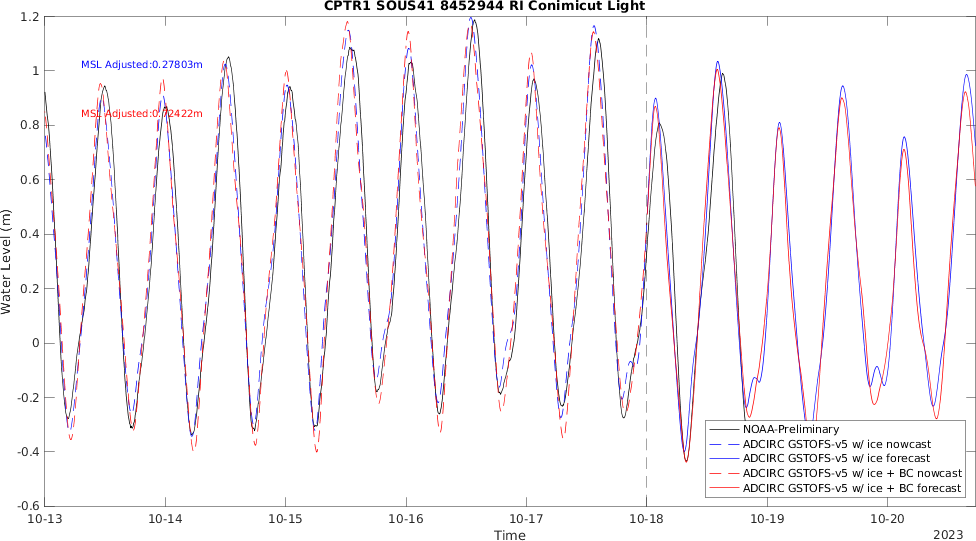 CPTR1 SOUS41 8452944 RI Conimicut Light
1.2
1
0.8
0.6
0.4
0.2
0
-0.2
-0.4
-0.6
Water Level (m)
MSL Adjusted:0.27803m
MSL Adjusted:0.72422m
NOAA-Preliminary
ADCIRC GSTOFS-v5 w/ ice nowcast
ADCIRC GSTOFS-v5 w/ ice forecast
ADCIRC GSTOFS-v5 w/ ice + BC nowcast
ADCIRC GSTOFS-v5 w/ ice + BC forecast
10-13 10-14 10-15 10-16 10-17 10-18 10-19 10-20
Time
2023